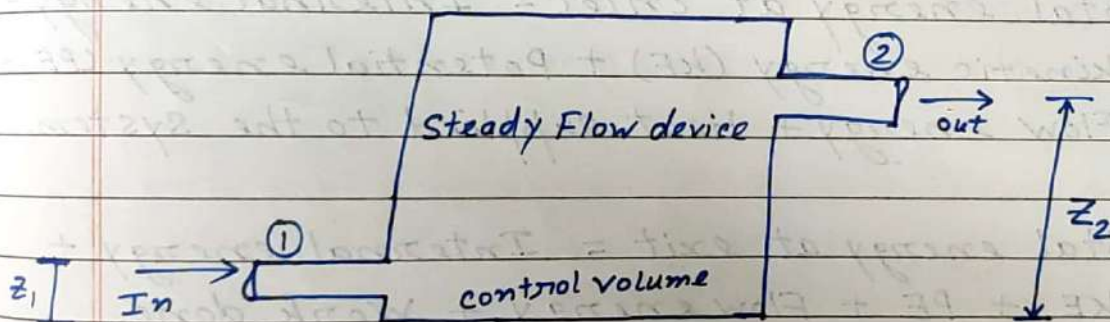 ②
Steady Flow device
out
Z₂
①
Z₁
In
control volume